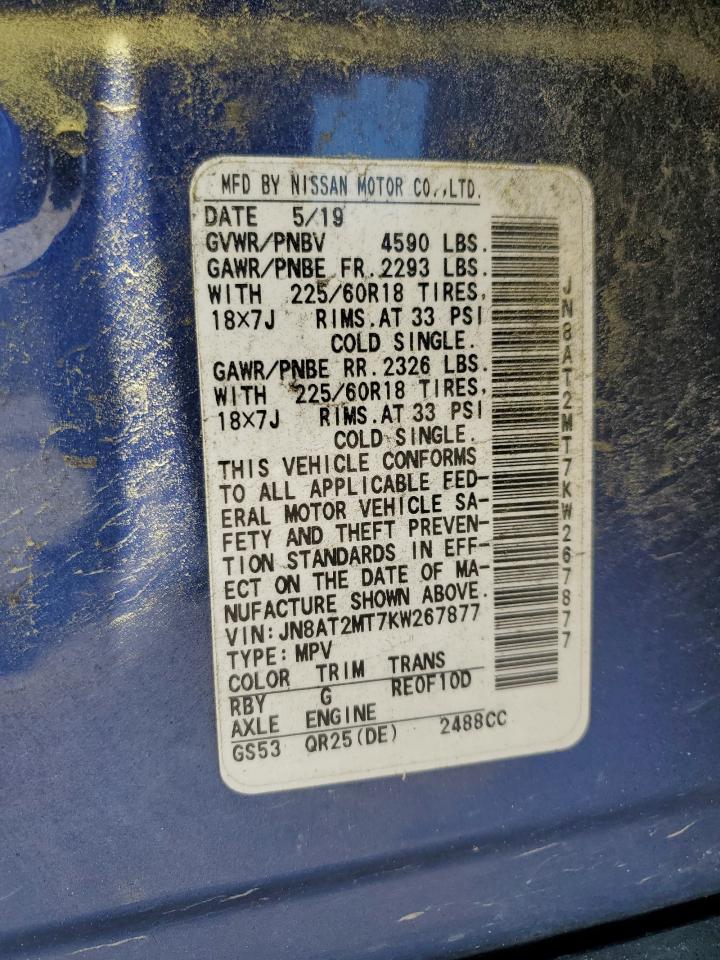 MFD BY NISSAN MOTOR CO.,LTD.
DATE 5/19
GVWR/PNBV 4590 LBS.
GAWR/PNBE FR.2293 LBS.
WITH 225/60R18 TIRES,
18X7J RIMS.AT 33 PSI
COLD SINGLE.
GAWR/PNBE RR.2326 LBS.
WITH 225/60R18 TIRES,
18X7J RIMS.AT 33 PSI
COLD SINGLE.
THIS VEHICLE CONFORMS
TO ALL APPLICABLE FED-
ERAL MOTOR VEHICLE SA-
FETY AND THEFT PREVEN-
TION STANDARDS IN EFF-
ECT ON THE DATE OF MA-
NUFACTURE SHOWN ABOVE.
VIN:JN8AT2MT7KW267877
TYPE:MPV
COLOR TRIM TRANS
RBY G RE0F10D
AXLE ENGINE
GS53 QR25(DE) 2488CC
JN8AT2MT7KW267877